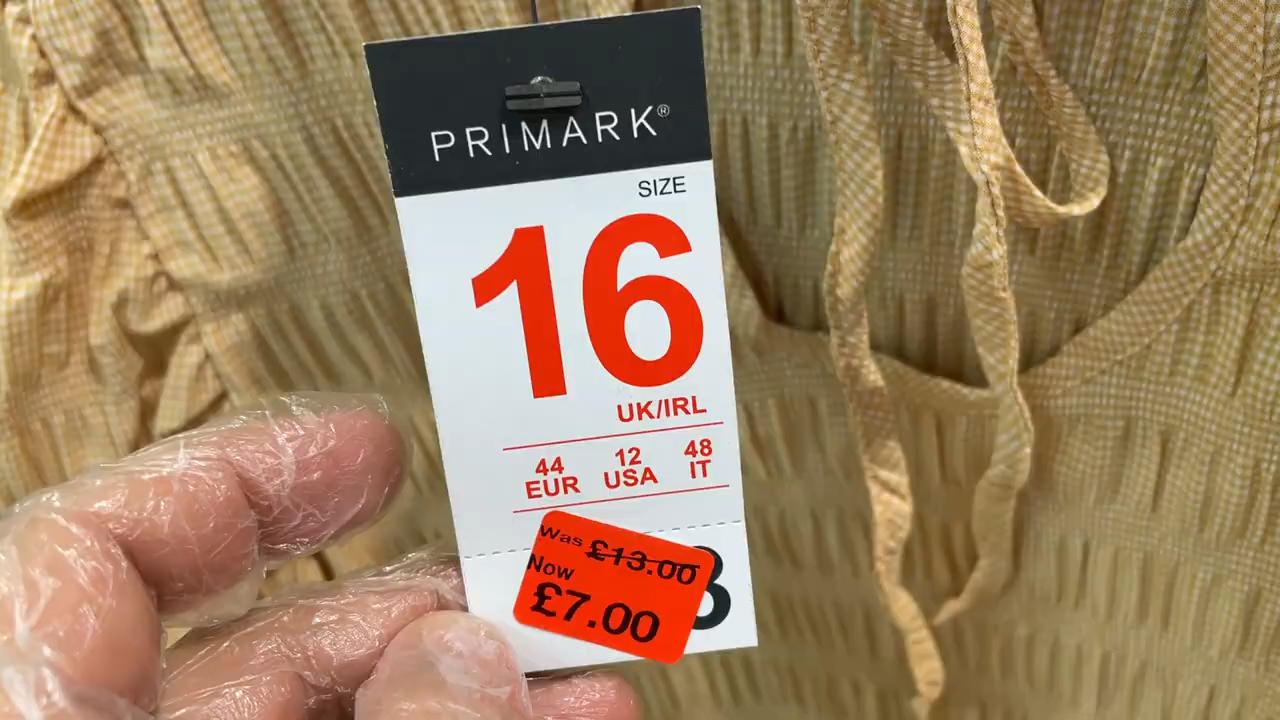 PRIMARK®
SIZE
16
UK/IRL
44 12 48
EUR USA IT
Was £13.00
Now
£7.00